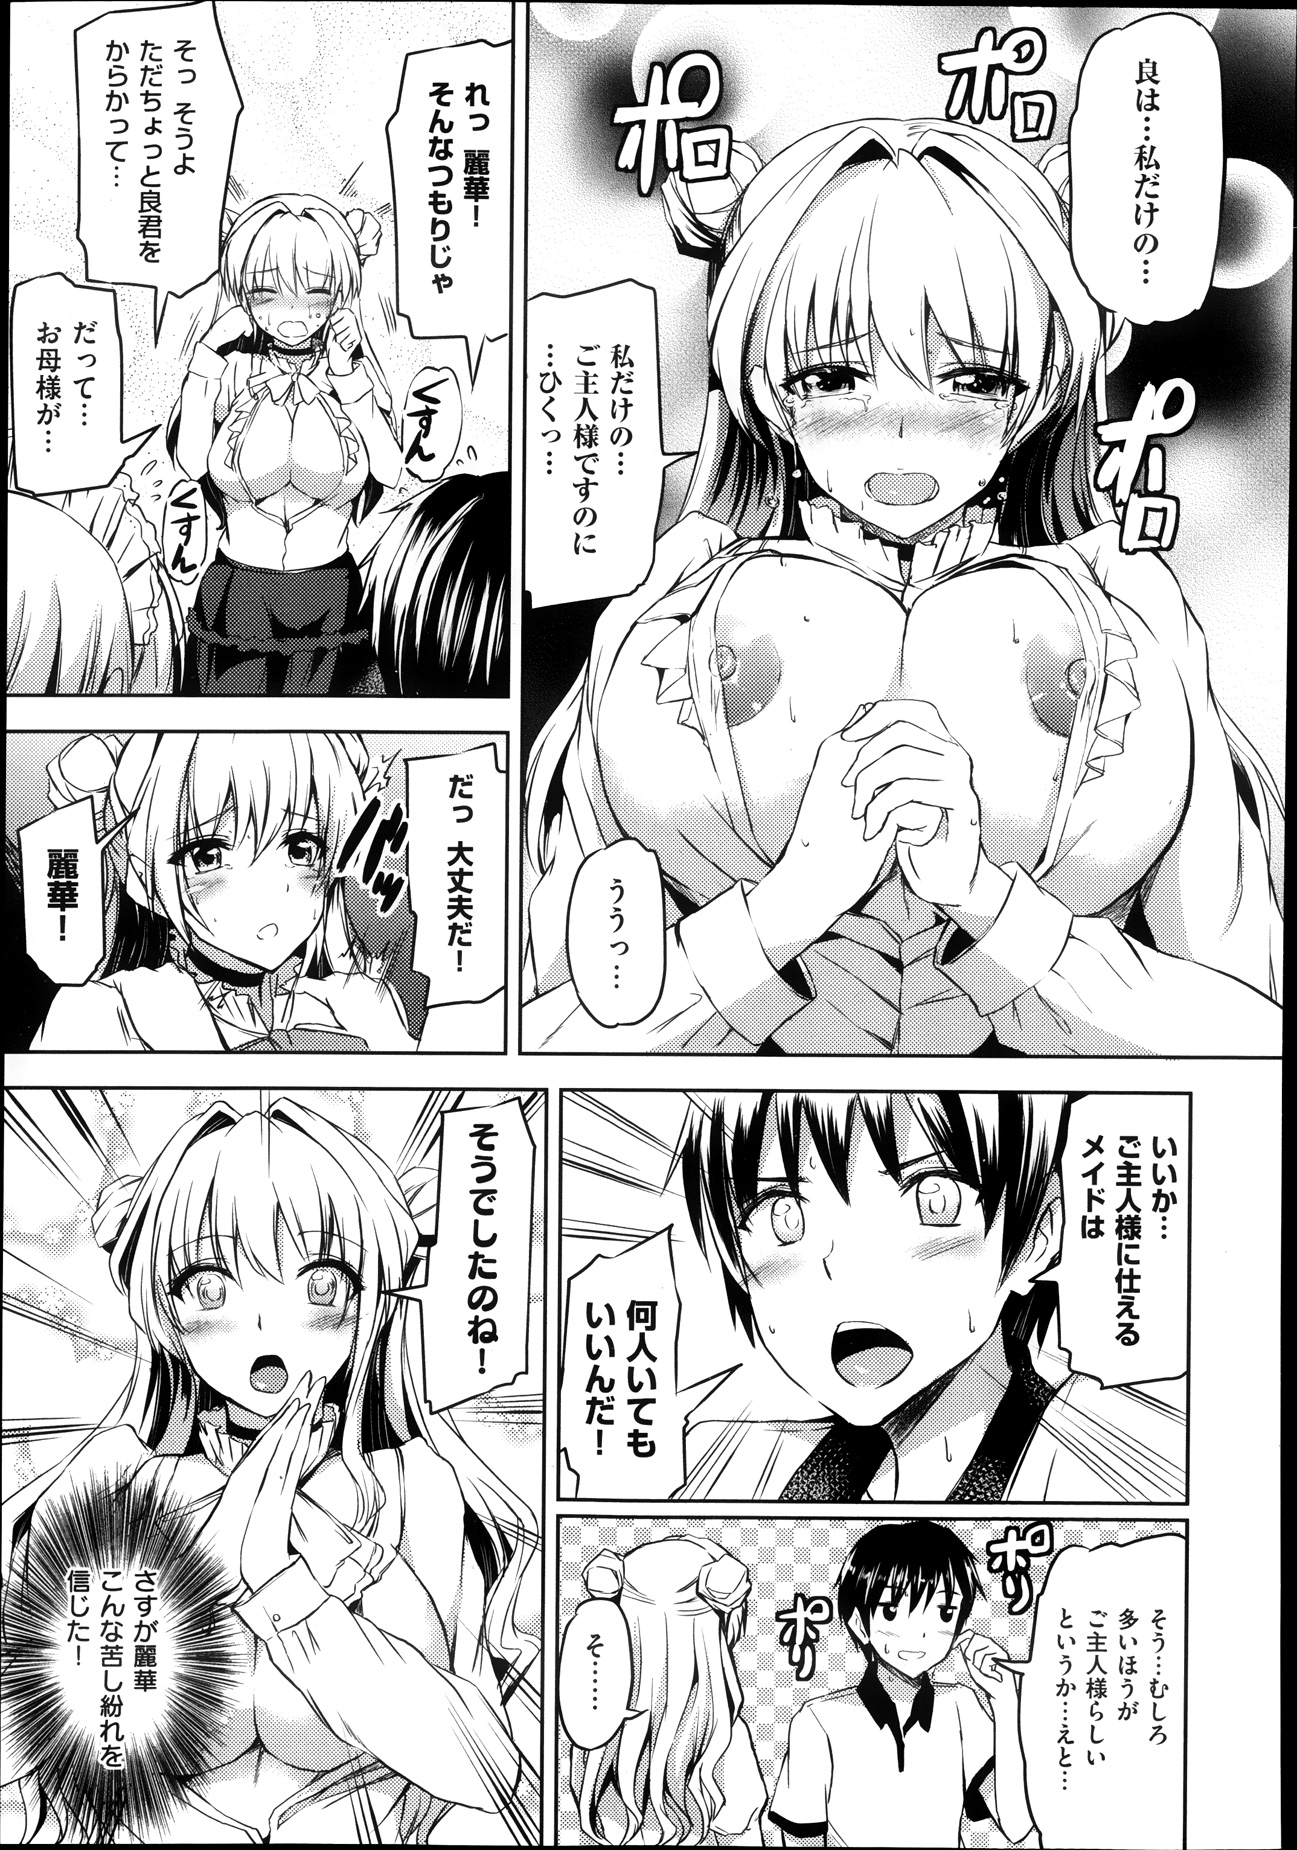 良は…私だけの…
ポロ
ポロ
ポロ
ポロ
私だけの…
ご主人様ですのに
…ひくっ…
ううっ…
れっ 麗華！
そんなつもりじゃ
そっ そうよ
ただちょっと良君を
からかって…
だって…
お母様が…
くすん
くすん
だっ 大丈夫だ！
ガバッ
麗華！
いいか…
ご主人様に仕える
メイドは
何人いても
いいんだ！
そう…むしろ
多いほうが
ご主人様らしい
というか…えと…
ポリ
ポリ
そ……
そうでしたのね！
さすが麗華
こんな苦し紛れを
信じた！